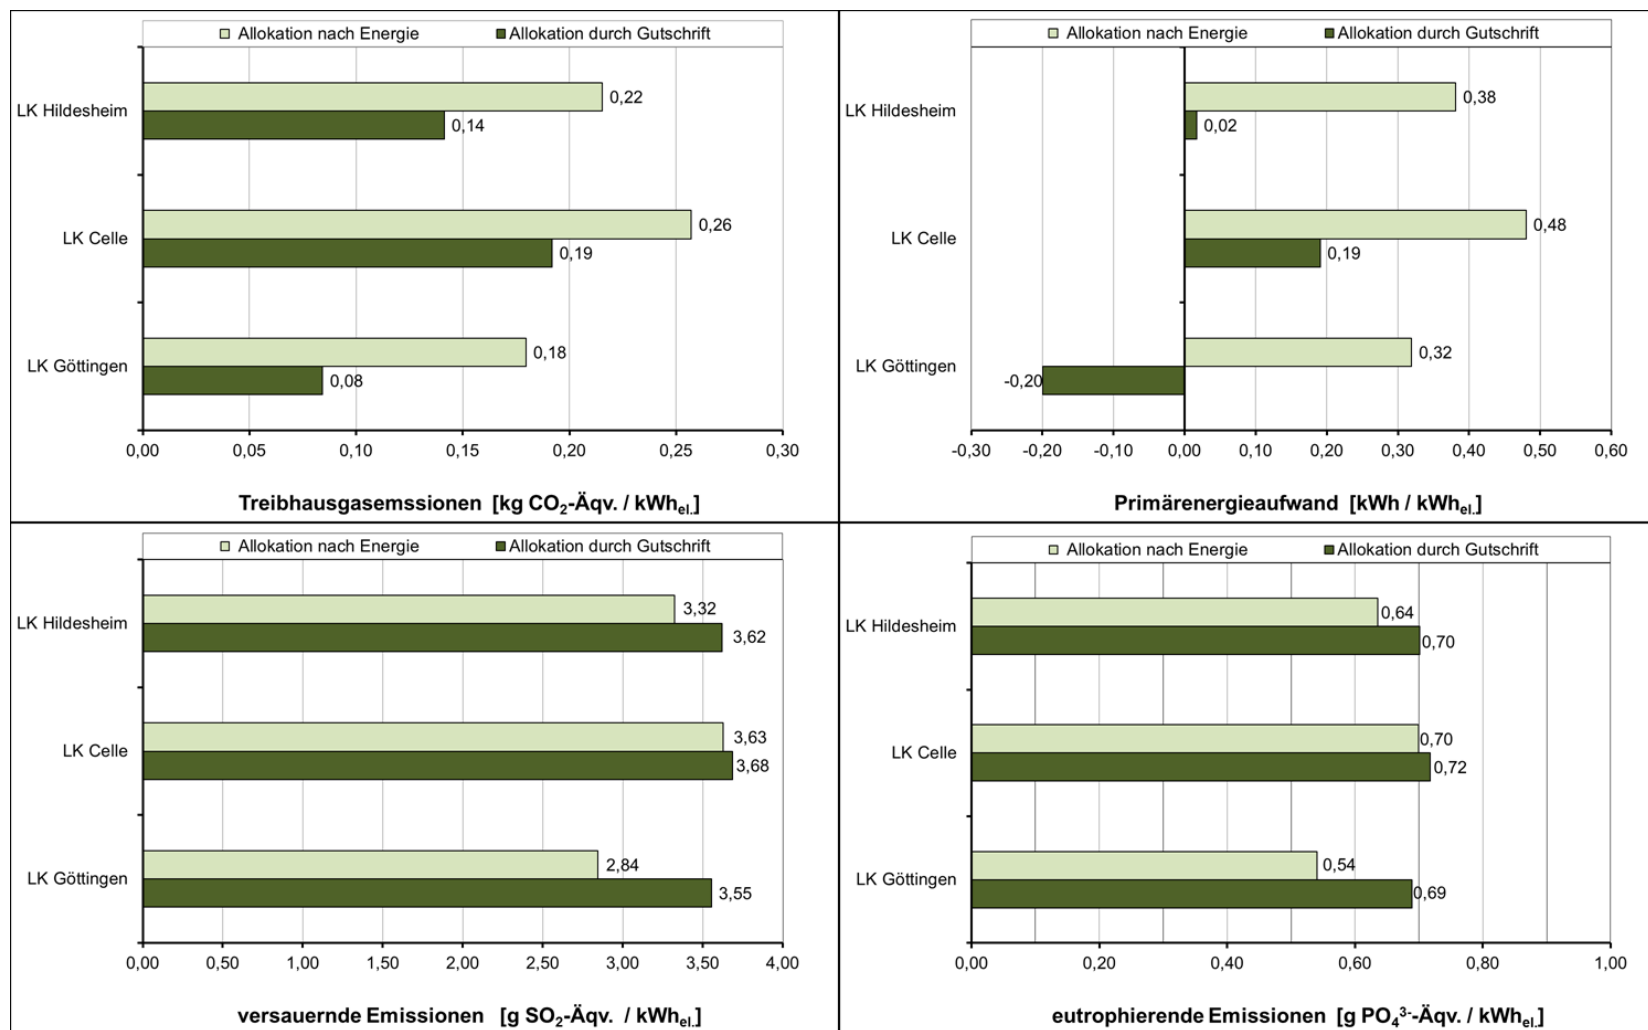 Allokation nach Energie Allokation durch Gutschrift
LK Hildesheim
0,22
0,14
LK Celle
0,26
0,19
LK Göttingen
0,18
0,08
0,00 0,05 0,10 0,15 0,20 0,25 0,30
Treibhausgasemssionen [kg CO₂-Äqv. / kWhel.]
Allokation nach Energie Allokation durch Gutschrift
LK Hildesheim
0,38
0,02
LK Celle
0,48
0,19
LK Göttingen
0,32
-0,20
-0,30 -0,20 -0,10 0,00 0,10 0,20 0,30 0,40 0,50 0,60
Primärenergieaufwand [kWh / kWhel.]
Allokation nach Energie Allokation durch Gutschrift
LK Hildesheim
3,32
3,62
LK Celle
3,63
3,68
LK Göttingen
2,84
3,55
0,00 0,50 1,00 1,50 2,00 2,50 3,00 3,50 4,00
versauernde Emissionen [g SO₂-Äqv. / kWhel.]
Allokation nach Energie Allokation durch Gutschrift
LK Hildesheim
0,64
0,70
LK Celle
0,70
0,72
LK Göttingen
0,54
0,69
0,00 0,20 0,40 0,60 0,80 1,00
eutrophierende Emissionen [g PO₄³⁻-Äqv. / kWhel.]